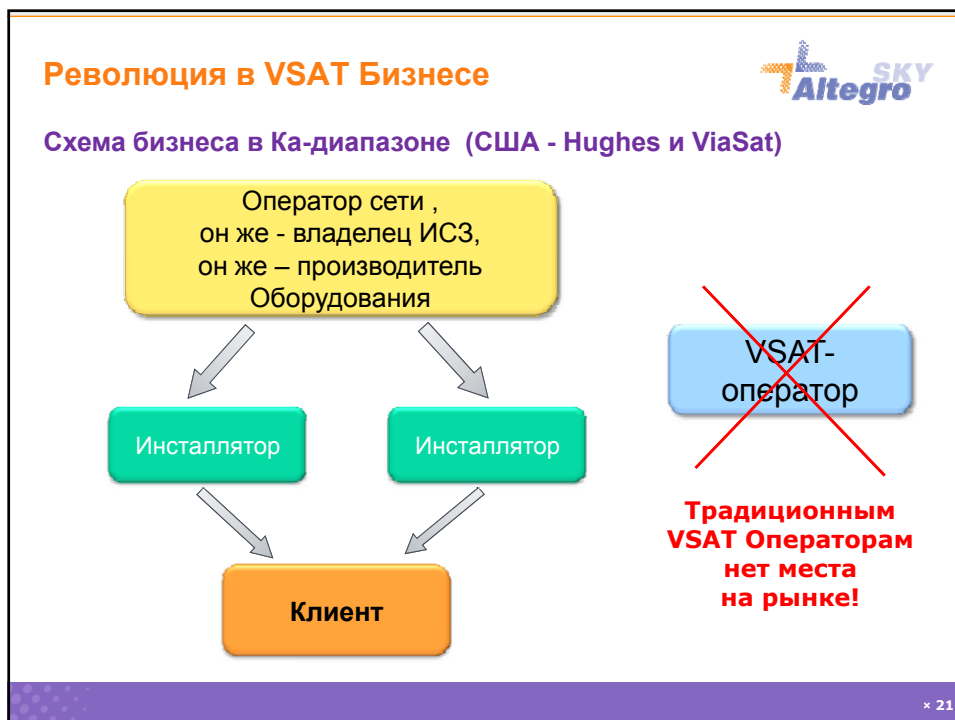 Революция в VSAT Бизнесе
SKY
Altegro
Схема бизнеса в Ка-диапазоне (США - Hughes и ViaSat)
Оператор сети ,
он же - владелец ИСЗ,
он же – производитель
Оборудования
VSAT-
оператор
Инсталлятор
Инсталлятор
Традиционным
VSAT Операторам
нет места
на рынке!
Клиент
× 21